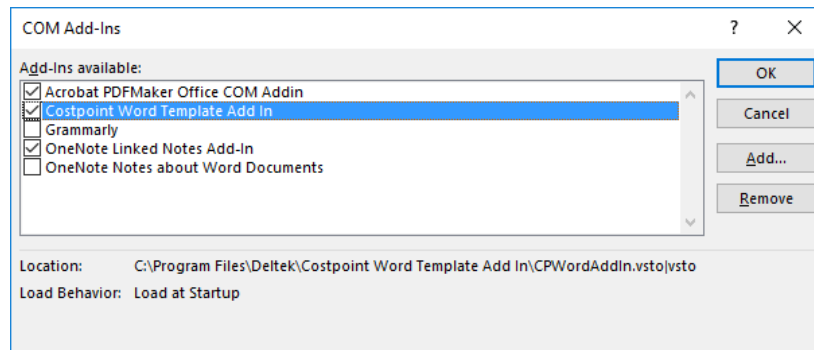 COM Add-Ins
?
Add-Ins available:
Acrobat PDFMaker Office COM Addin
Costpoint Word Template Add In
Grammarly
OneNote Linked Notes Add-In
OneNote Notes about Word Documents
OK
Cancel
Add...
Remove
Location: C:\Program Files\Deltek\Costpoint Word Template Add In\CPWordAddIn.vsto|vsto
Load Behavior: Load at Startup